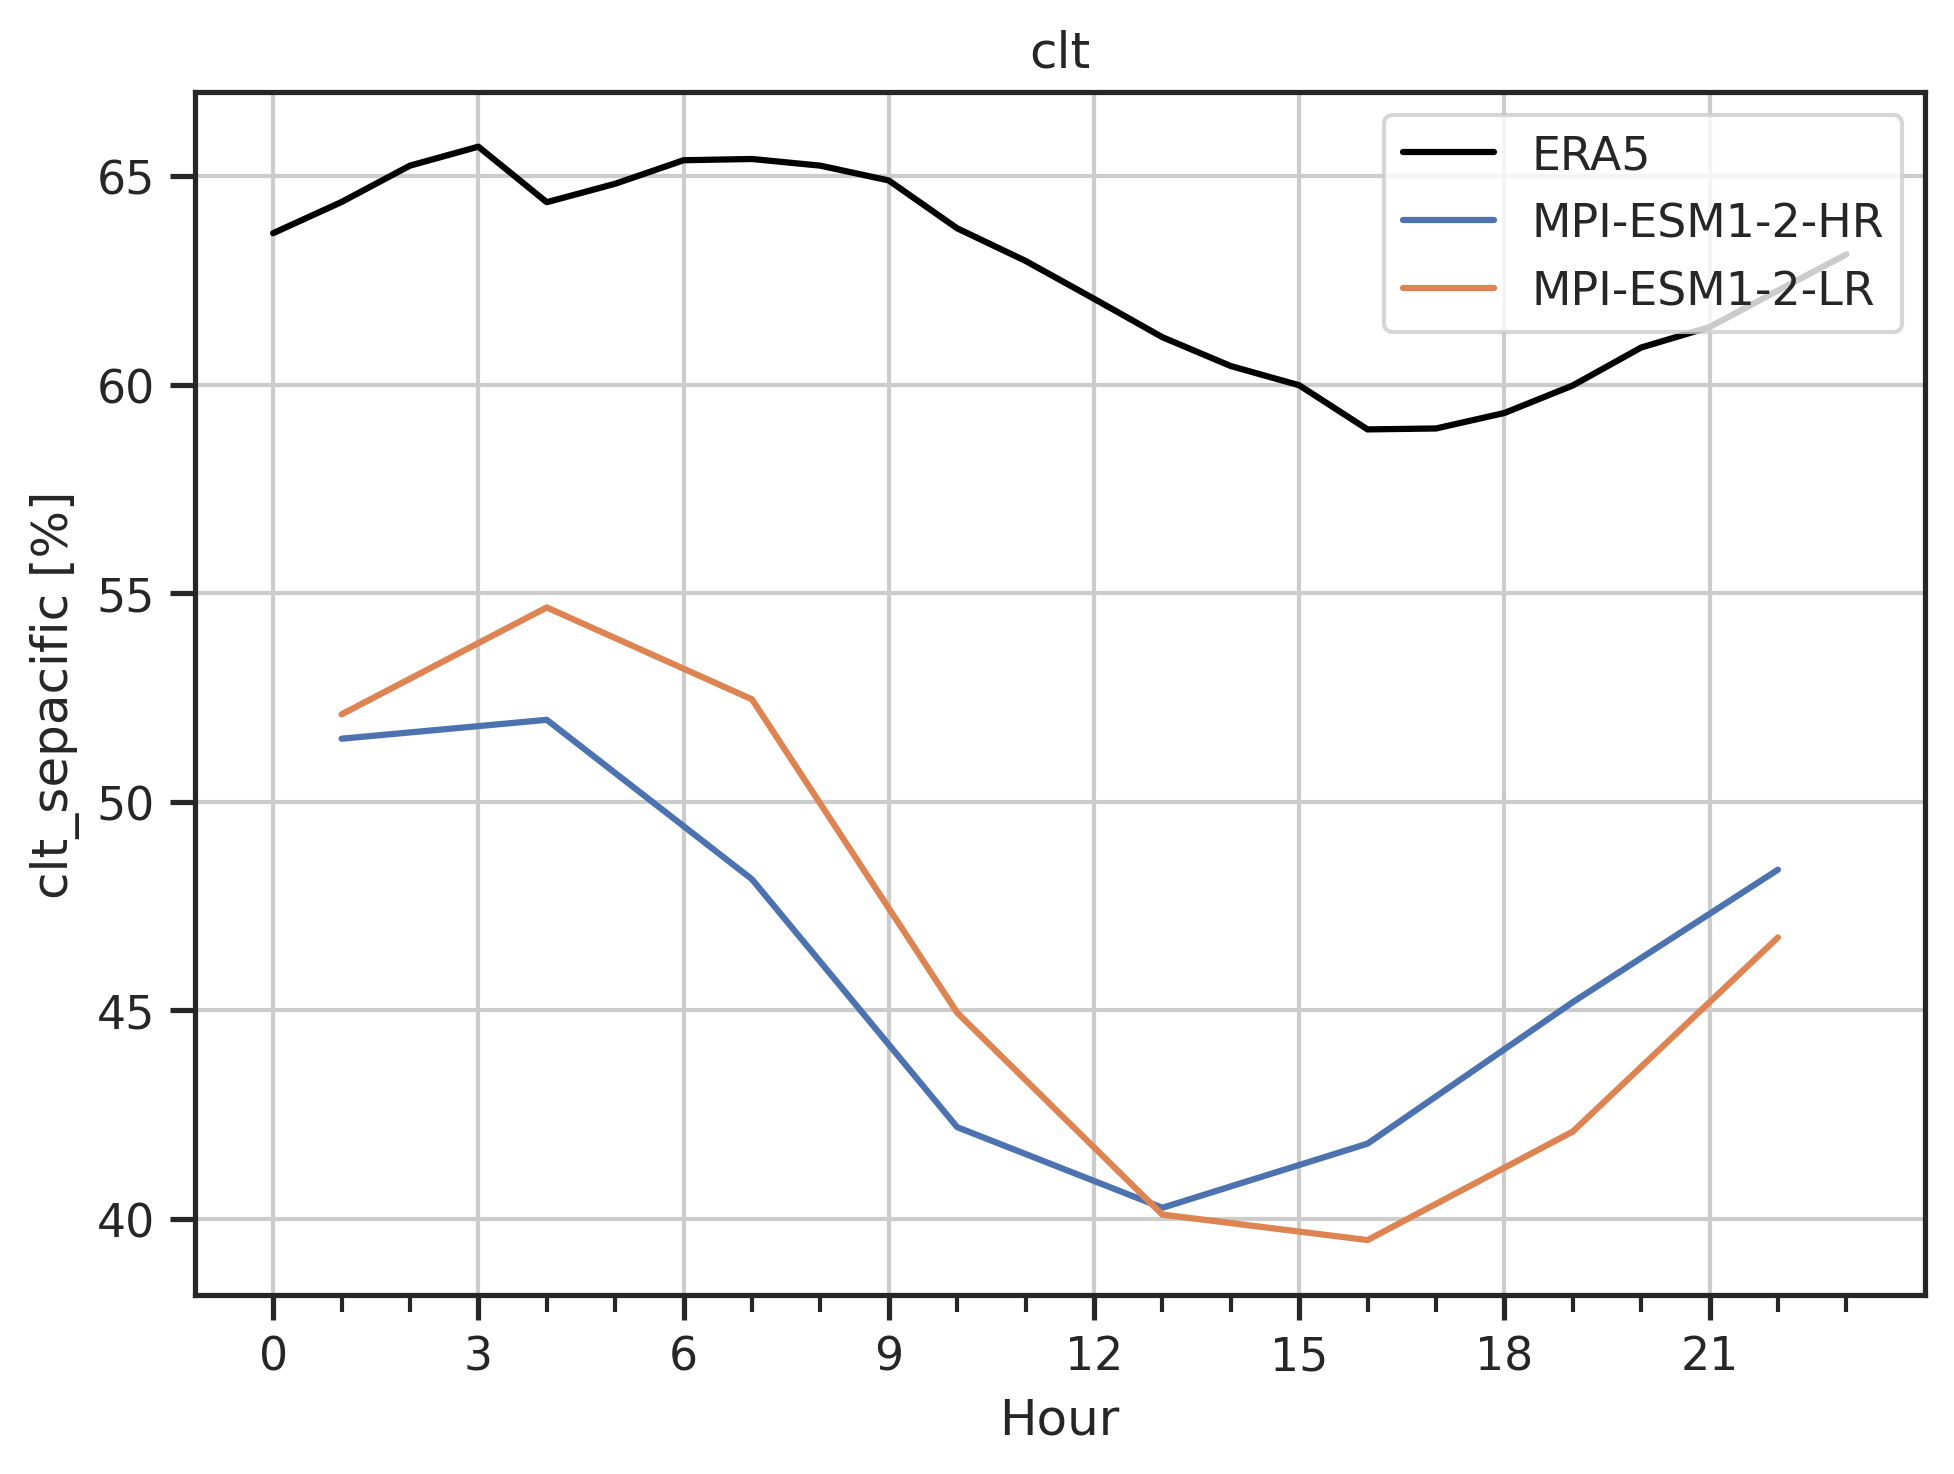 clt
ERA5
MPI-ESM1-2-HR
MPI-ESM1-2-LR
clt_sepacific [%]
65
60
55
50
45
40
0 3 6 9 12 15 18 21
Hour